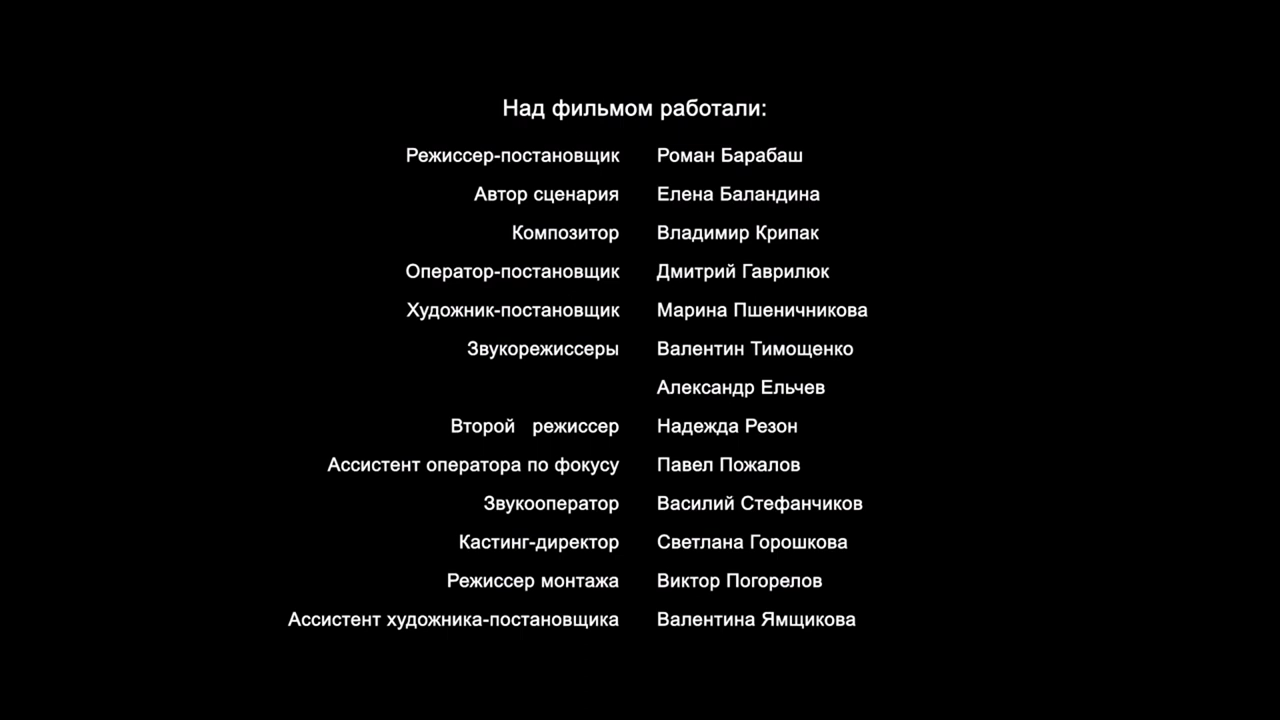 Над фильмом работали:
Режиссер-постановщик Роман Барабаш
Автор сценария Елена Баландина
Композитор Владимир Крипак
Оператор-постановщик Дмитрий Гаврилюк
Художник-постановщик Марина Пшеничникова
Звукорежиссеры Валентин Тимощенко
Александр Ельчев
Второй режиссер Надежда Резон
Ассистент оператора по фокусу Павел Пожалов
Звукооператор Василий Стефанчиков
Кастинг-директор Светлана Горошкова
Режиссер монтажа Виктор Погорелов
Ассистент художника-постановщика Валентина Ямщикова